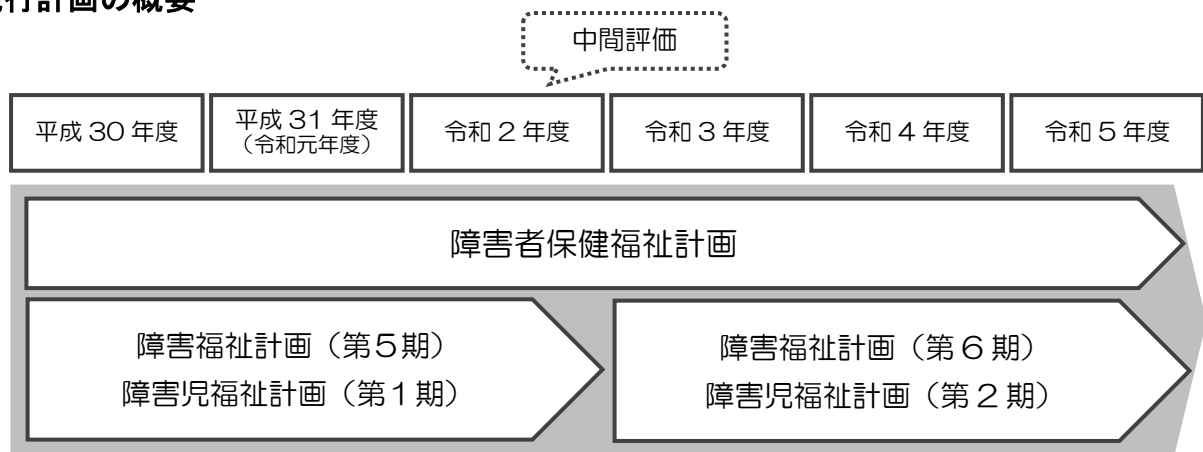 行計画の概要
中間評価
平成 30 年度
平成 31 年度
（令和元年度）
令和 2 年度
令和 3 年度
令和 4 年度
令和 5 年度
障害者保健福祉計画
障害福祉計画（第５期）
障害児福祉計画（第１期）
障害福祉計画（第 6 期）
障害児福祉計画（第 2 期）